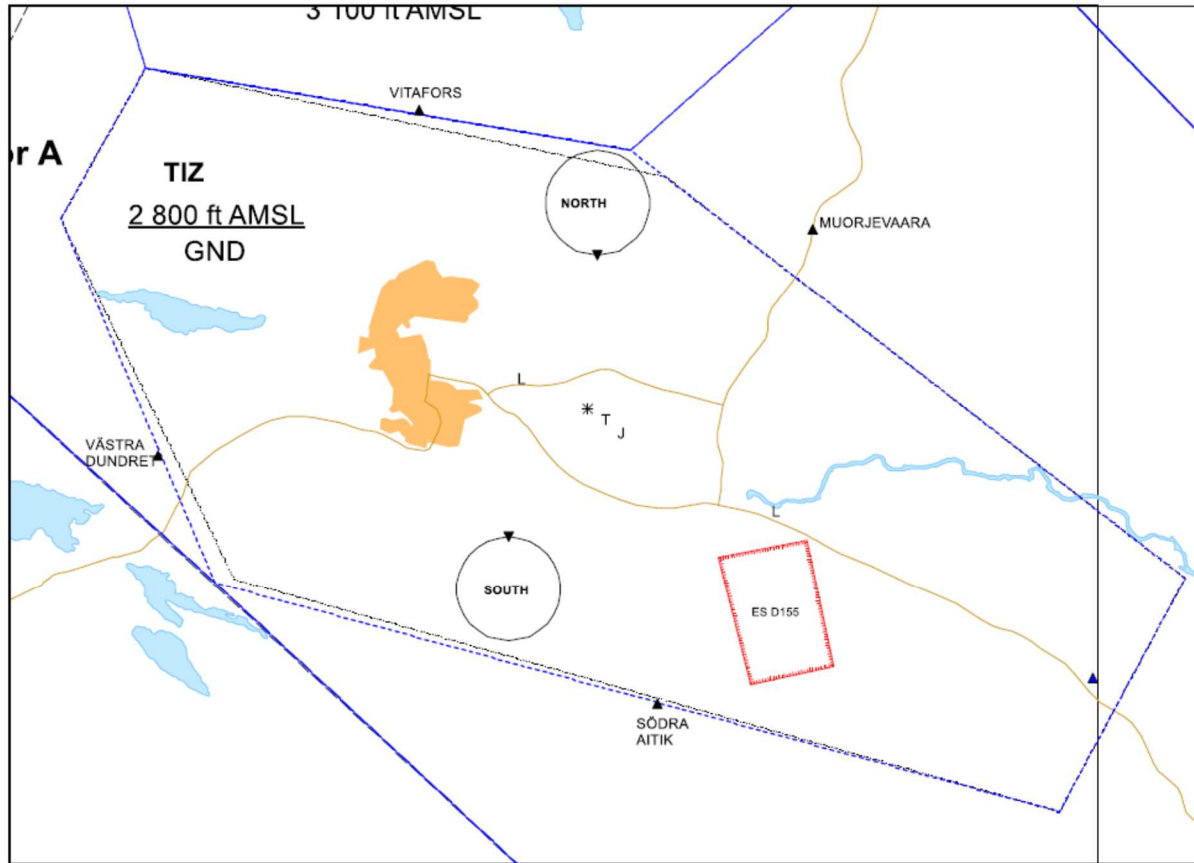 3 100 ft AMSL
VITAFORS
or A
TIZ
2 800 ft AMSL
GND
NORTH
MUORJEVAARA
L
T
J
VÄSTRA
DUNDRET
L
SOUTH
ES D155
SÖDRA
AITIK